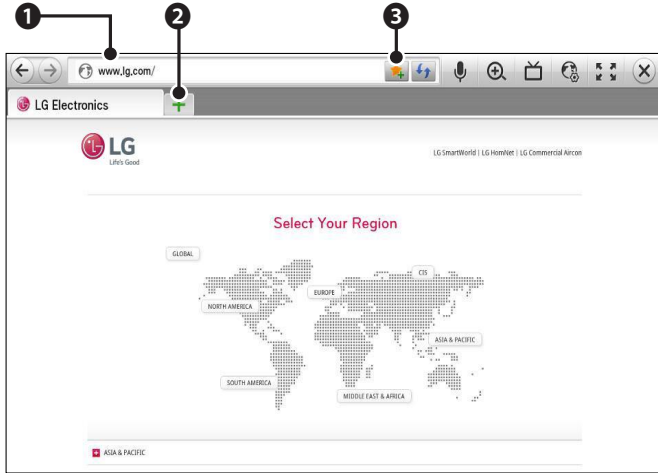 1 2 3
www.lg.com/
LG Electronics
LG
Life's Good
LG SmartWorld | LG HomNet | LG Commercial Aircon
Select Your Region
GLOBAL
CIS
EUROPE
NORTH AMERICA
ASIA & PACIFIC
SOUTH AMERICA
MIDDLE EAST & AFRICA
ASIA & PACIFIC